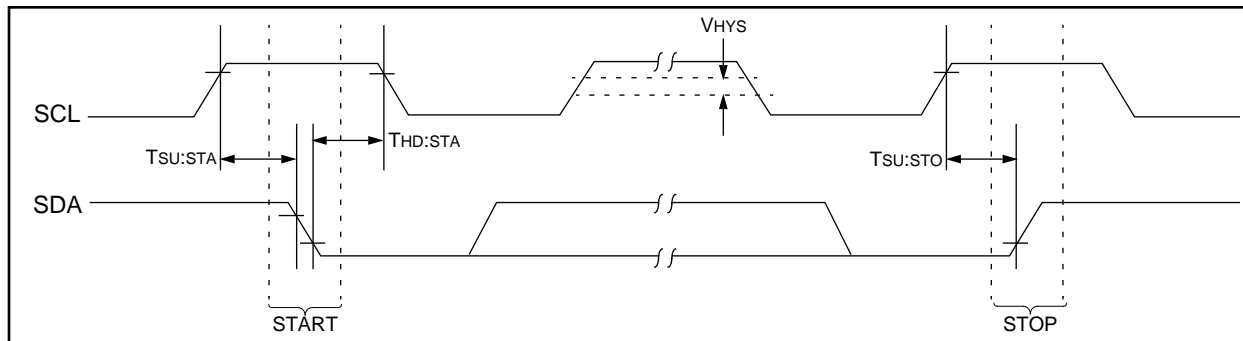 VHYS
SCL
THD:STA
TSU:STA
TSU:STO
SDA
START
STOP